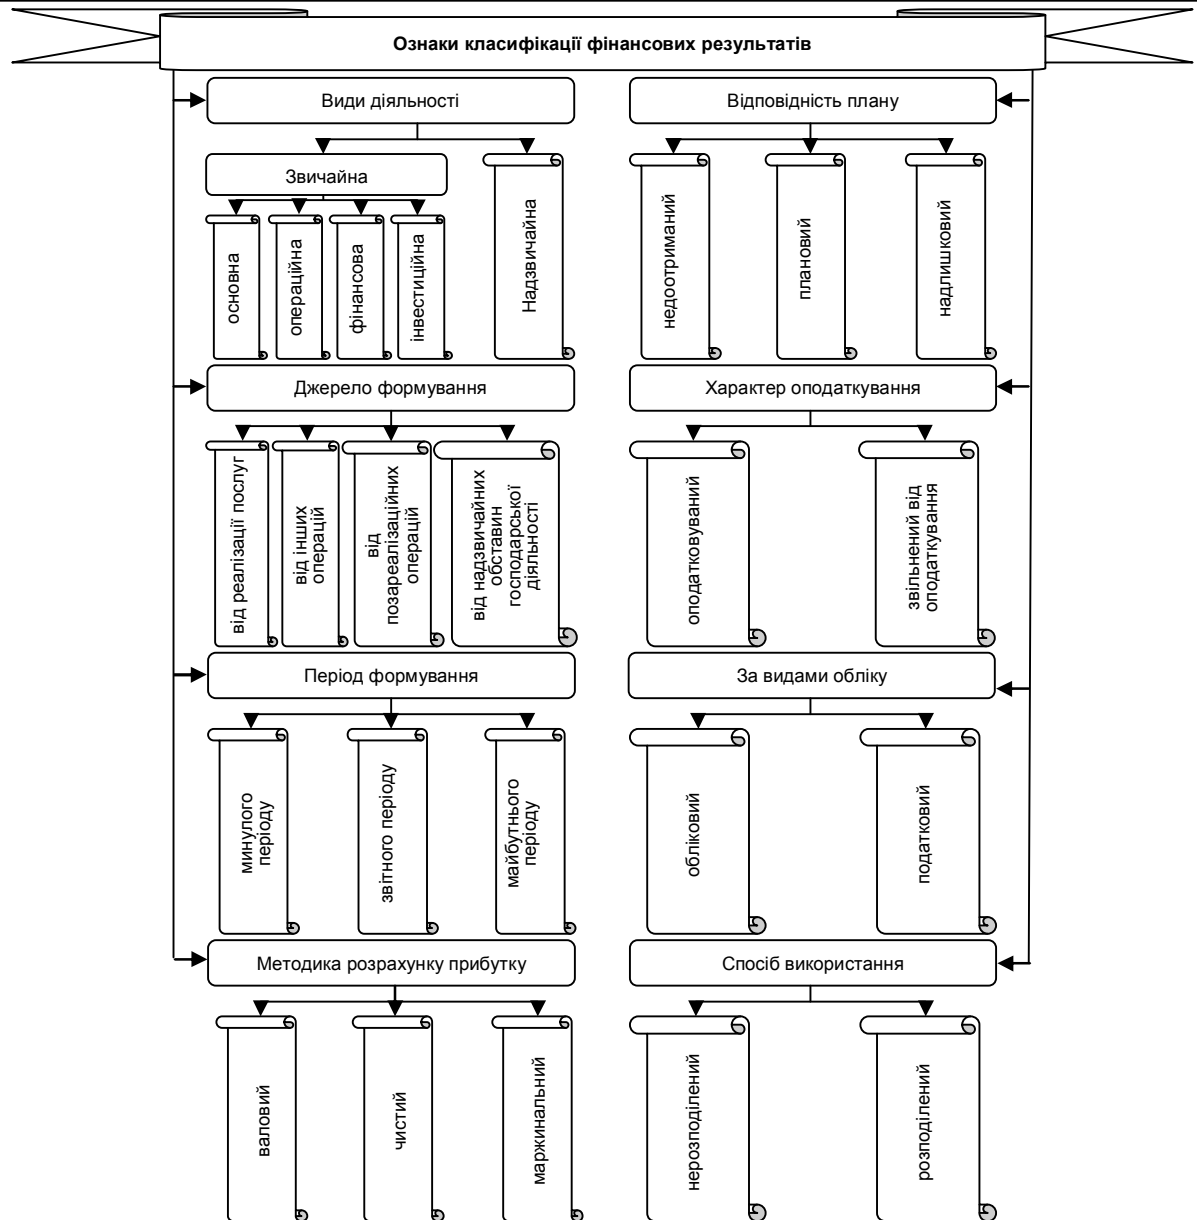 Ознаки класифікації фінансових результатів
Види діяльності
Звичайна
основна
операційна
фінансова
інвестиційна
Надзвичайна
Відповідність плану
недоотриманий
плановий
надлишковий
Джерело формування
від реалізації послуг
від інших
операцій
від
позареалізаційних
операцій
від надзвичайних
обставин
господарської
діяльності
Характер оподаткування
оподатковуваний
звільнений від
оподаткування
Період формування
минулого
періоду
звітного періоду
майбутнього
періоду
За видами обліку
обліковий
податковий
Методика розрахунку прибутку
валовий
чистий
маржинальний
Спосіб використання
нерозподілений
розподілений